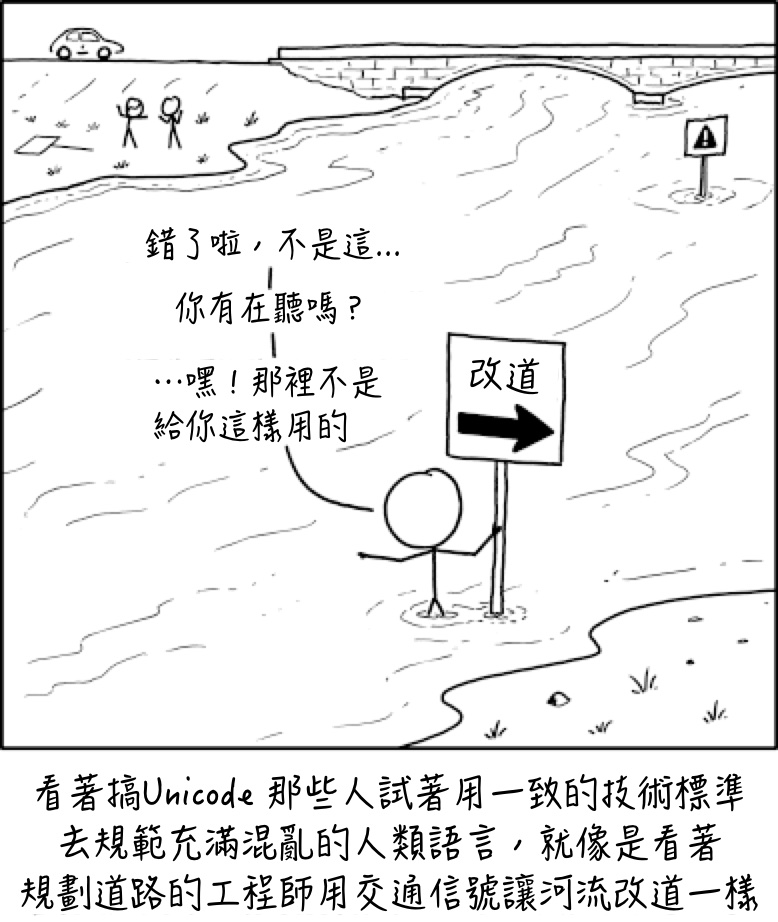 錯了啦，不是這...
你有在聽嗎？
…嘿！那裡不是
給你這樣用的
改道
看著搞Unicode 那些人試著用一致的技術標準
去規範充滿混亂的人類語言，就像是看著
規劃道路的工程師用交通信號讓河流改道一樣